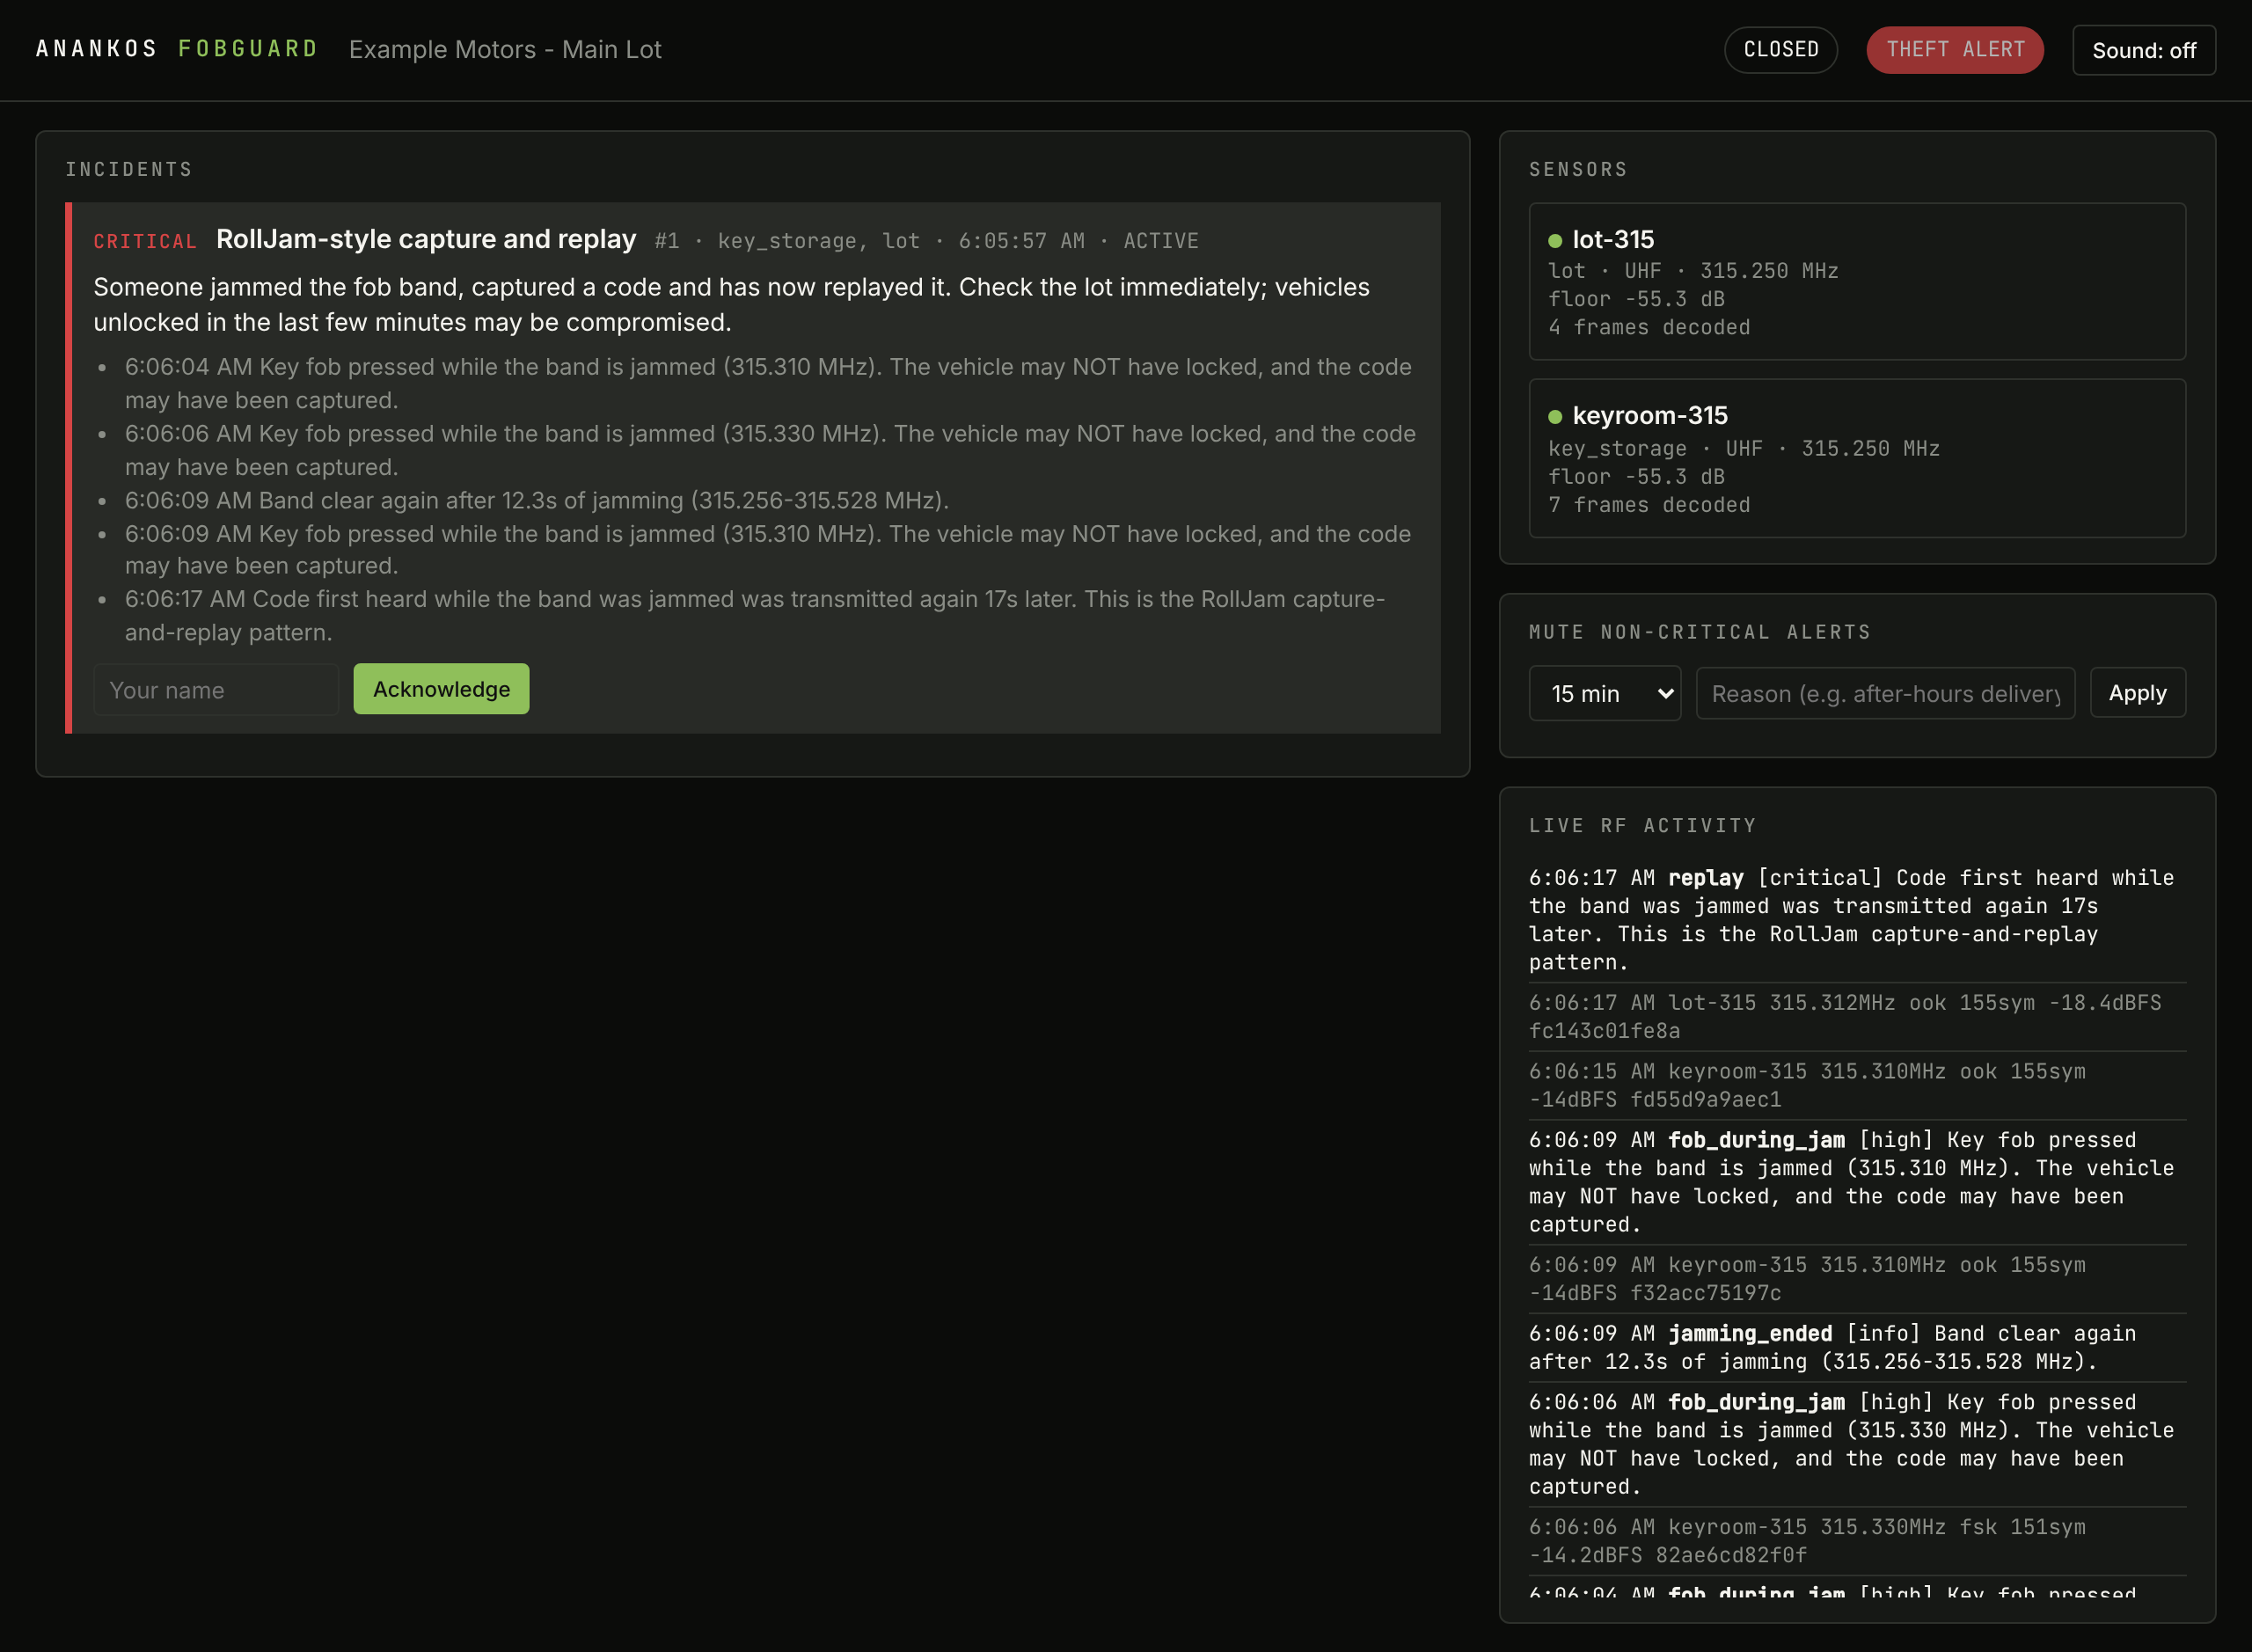 ANANKOS FOBGUARD Example Motors - Main Lot
CLOSED
THEFT ALERT
Sound: off
INCIDENTS
CRITICAL RollJam-style capture and replay #1 · key_storage, lot · 6:05:57 AM · ACTIVE
Someone jammed the fob band, captured a code and has now replayed it. Check the lot immediately; vehicles
unlocked in the last few minutes may be compromised.
• 6:06:04 AM Key fob pressed while the band is jammed (315.310 MHz). The vehicle may NOT have locked, and the code
may have been captured.
• 6:06:06 AM Key fob pressed while the band is jammed (315.330 MHz). The vehicle may NOT have locked, and the code
may have been captured.
• 6:06:09 AM Band clear again after 12.3s of jamming (315.256-315.528 MHz).
• 6:06:09 AM Key fob pressed while the band is jammed (315.310 MHz). The vehicle may NOT have locked, and the code
may have been captured.
• 6:06:17 AM Code first heard while the band was jammed was transmitted again 17s later. This is the RollJam capture-
and-replay pattern.
Your name
Acknowledge
SENSORS
lot-315
lot · UHF · 315.250 MHz
floor -55.3 dB
4 frames decoded
keyroom-315
key_storage · UHF · 315.250 MHz
floor -55.3 dB
7 frames decoded
MUTE NON-CRITICAL ALERTS
15 min
Reason (e.g. after-hours delivery
Apply
LIVE RF ACTIVITY
6:06:17 AM replay [critical] Code first heard while
the band was jammed was transmitted again 17s
later. This is the RollJam capture-and-replay
pattern.
6:06:17 AM lot-315 315.312MHz ook 155sym -18.4dBFS
fc143c01fe8a
6:06:15 AM keyroom-315 315.310MHz ook 155sym
-14dBFS fd55d9a9aec1
6:06:09 AM fob_during_jam [high] Key fob pressed
while the band is jammed (315.310 MHz). The vehicle
may NOT have locked, and the code may have been
captured.
6:06:09 AM keyroom-315 315.310MHz ook 155sym
-14dBFS f32acc75197c
6:06:09 AM jamming_ended [info] Band clear again
after 12.3s of jamming (315.256-315.528 MHz).
6:06:06 AM fob_during_jam [high] Key fob pressed
while the band is jammed (315.330 MHz). The vehicle
may NOT have locked, and the code may have been
captured.
6:06:06 AM keyroom-315 315.330MHz fsk 151sym
-14.2dBFS 82ae6cd82f0f
6:06:04 AM fob_during_jam [high] Key fob pressed